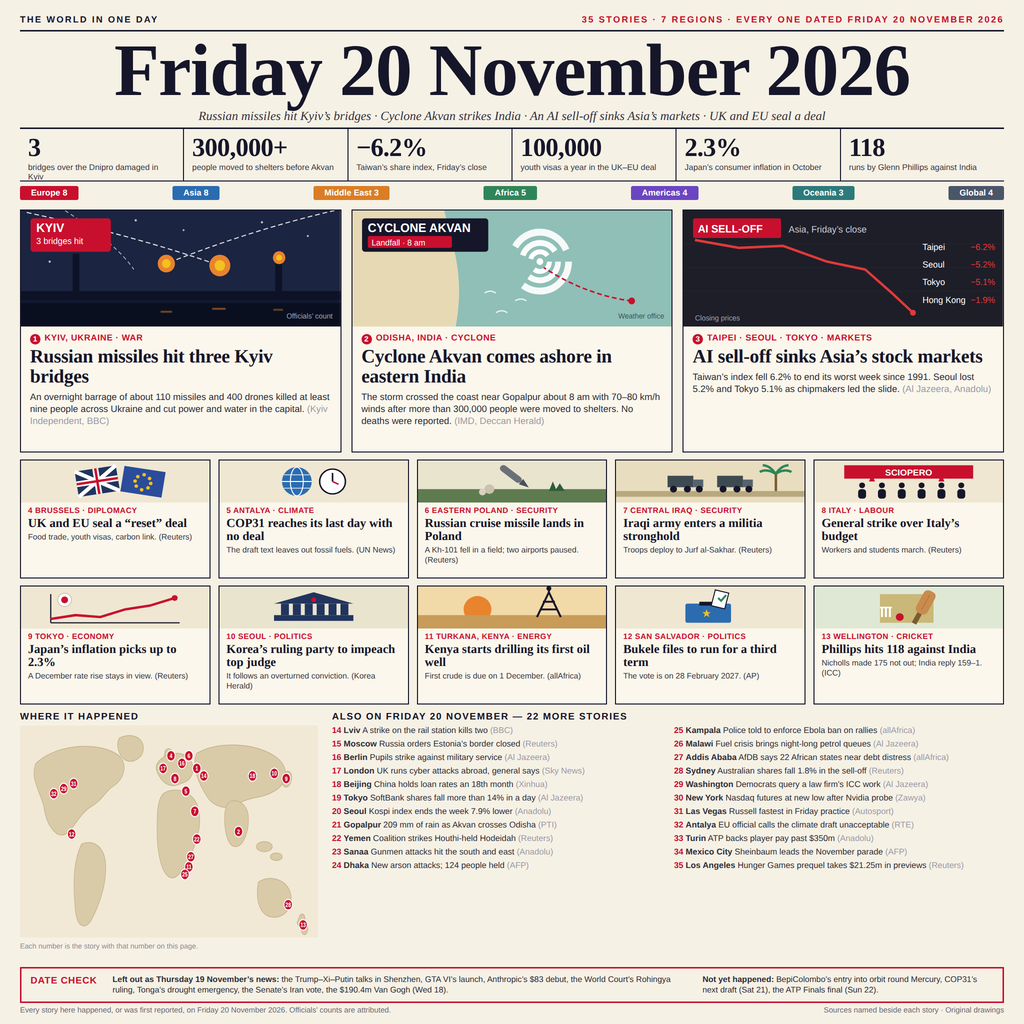 THE WORLD IN ONE DAY
35 STORIES · 7 REGIONS · EVERY ONE DATED FRIDAY 20 NOVEMBER 2026
Friday 20 November 2026
Russian missiles hit Kyiv’s bridges · Cyclone Akvan strikes India · An AI sell-off sinks Asia’s markets · UK and EU seal a deal
3
bridges over the Dnipro damaged in
Kyiv
300,000+
people moved to shelters before Akvan
−6.2%
Taiwan’s share index, Friday’s close
100,000
youth visas a year in the UK–EU deal
2.3%
Japan’s consumer inflation in October
118
runs by Glenn Phillips against India
Europe 8
Asia 8
Middle East 3
Africa 5
Americas 4
Oceania 3
Global 4
KYIV
3 bridges hit
Officials’ count
1 KYIV, UKRAINE · WAR
Russian missiles hit three Kyiv
bridges
An overnight barrage of about 110 missiles and 400 drones killed at least
nine people across Ukraine and cut power and water in the capital. (Kyiv
Independent, BBC)
CYCLONE AKVAN
Landfall · 8 am
Weather office
2 ODISHA, INDIA · CYCLONE
Cyclone Akvan comes ashore in
eastern India
The storm crossed the coast near Gopalpur about 8 am with 70–80 km/h
winds after more than 300,000 people were moved to shelters. No
deaths were reported. (IMD, Deccan Herald)
AI SELL-OFF
Asia, Friday’s close
Taipei −6.2%
Seoul −5.2%
Tokyo −5.1%
Hong Kong −1.9%
Closing prices
3 TAIPEI · SEOUL · TOKYO · MARKETS
AI sell-off sinks Asia’s stock markets
Taiwan’s index fell 6.2% to end its worst week since 1991. Seoul lost
5.2% and Tokyo 5.1% as chipmakers led the slide. (Al Jazeera, Anadolu)
4 BRUSSELS · DIPLOMACY
UK and EU seal a “reset” deal
Food trade, youth visas, carbon link. (Reuters)
5 ANTALYA · CLIMATE
COP31 reaches its last day with
no deal
The draft text leaves out fossil fuels. (UN News)
6 EASTERN POLAND · SECURITY
Russian cruise missile lands in
Poland
A Kh-101 fell in a field; two airports paused.
(Reuters)
7 CENTRAL IRAQ · SECURITY
Iraqi army enters a militia
stronghold
Troops deploy to Jurf al-Sakhar. (Reuters)
SCIOPERO
8 ITALY · LABOUR
General strike over Italy’s
budget
Workers and students march. (Reuters)
9 TOKYO · ECONOMY
Japan’s inflation picks up to
2.3%
A December rate rise stays in view. (Reuters)
10 SEOUL · POLITICS
Korea’s ruling party to impeach
top judge
It follows an overturned conviction. (Korea
Herald)
11 TURKANA, KENYA · ENERGY
Kenya starts drilling its first oil
well
First crude is due on 1 December. (allAfrica)
12 SAN SALVADOR · POLITICS
Bukele files to run for a third
term
The vote is on 28 February 2027. (AP)
13 WELLINGTON · CRICKET
Phillips hits 118 against India
Nicholls made 175 not out; India reply 159–1.
(ICC)
WHERE IT HAPPENED
Each number is the story with that number on this page.
ALSO ON FRIDAY 20 NOVEMBER — 22 MORE STORIES
14 Lviv A strike on the rail station kills two (BBC)
15 Moscow Russia orders Estonia’s border closed (Reuters)
16 Berlin Pupils strike against military service (Al Jazeera)
17 London UK runs cyber attacks abroad, general says (Sky News)
18 Beijing China holds loan rates an 18th month (Xinhua)
19 Tokyo SoftBank shares fall more than 14% in a day (Al Jazeera)
20 Seoul Kospi index ends the week 7.9% lower (Anadolu)
21 Gopalpur 209 mm of rain as Akvan crosses Odisha (PTI)
22 Yemen Coalition strikes Houthi-held Hodeidah (Reuters)
23 Sanaa Gunmen attacks hit the south and east (Anadolu)
24 Dhaka New arson attacks; 124 people held (AFP)
25 Kampala Police told to enforce Ebola ban on rallies (allAfrica)
26 Malawi Fuel crisis brings night-long petrol queues (Al Jazeera)
27 Addis Ababa AfDB says 22 African states near debt distress (allAfrica)
28 Sydney Australian shares fall 1.8% in the sell-off (Reuters)
29 Washington Democrats query a law firm’s ICC work (Al Jazeera)
30 New York Nasdaq futures at new low after Nvidia probe (Zawya)
31 Las Vegas Russell fastest in Friday practice (Autosport)
32 Antalya EU official calls the climate draft unacceptable (RTE)
33 Turin ATP backs player pay past $350m (Anadolu)
34 Mexico City Sheinbaum leads the November parade (AFP)
35 Los Angeles Hunger Games prequel takes $21.25m in previews (Reuters)
DATE CHECK
Left out as Thursday 19 November’s news: the Trump–Xi–Putin talks in Shenzhen, GTA VI’s launch, Anthropic’s $83 debut, the World Court’s Rohingya
ruling, Tonga’s drought emergency, the Senate’s Iran vote, the $190.4m Van Gogh (Wed 18).
Not yet happened: BepiColombo’s entry into orbit round Mercury, COP31’s
next draft (Sat 21), the ATP Finals final (Sun 22).
Every story here happened, or was first reported, on Friday 20 November 2026. Officials’ counts are attributed.
Sources named beside each story · Original drawings